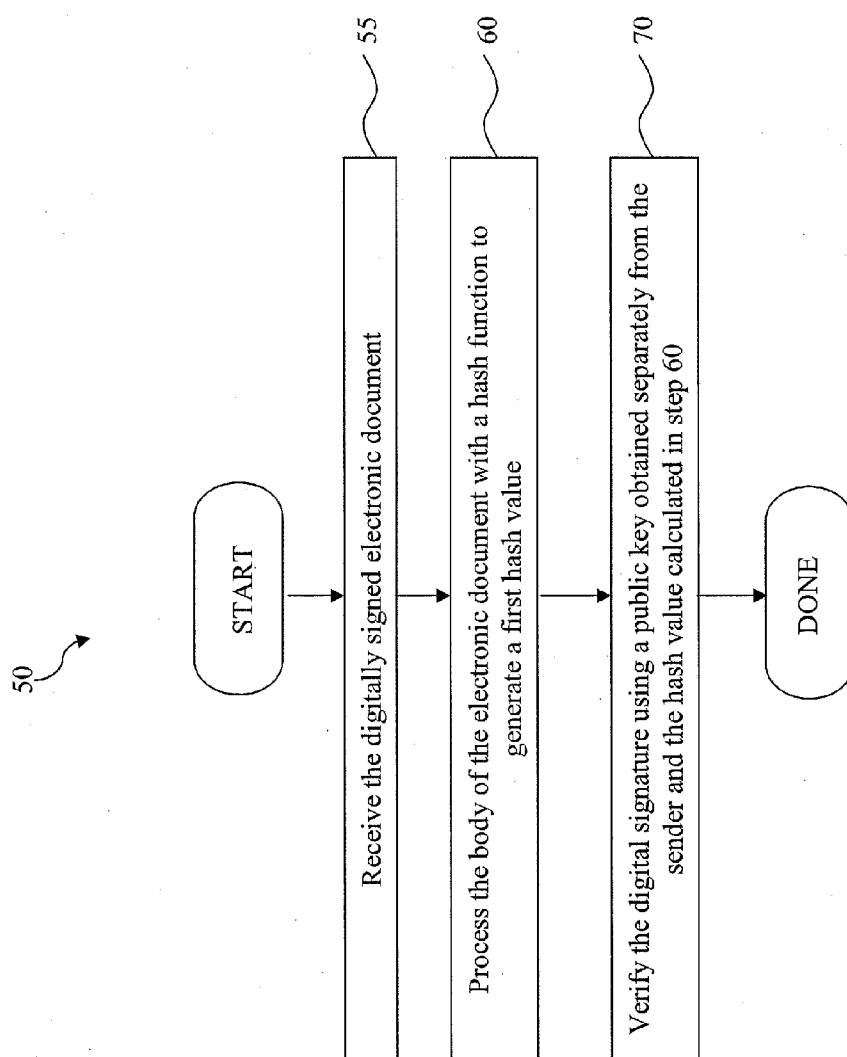 50
START
Receive the digitally signed electronic document
55
Process the body of the electronic document with a hash function to
generate a first hash value
60
Verify the digital signature using a public key obtained separately from the
sender and the hash value calculated in step 60
70
DONE